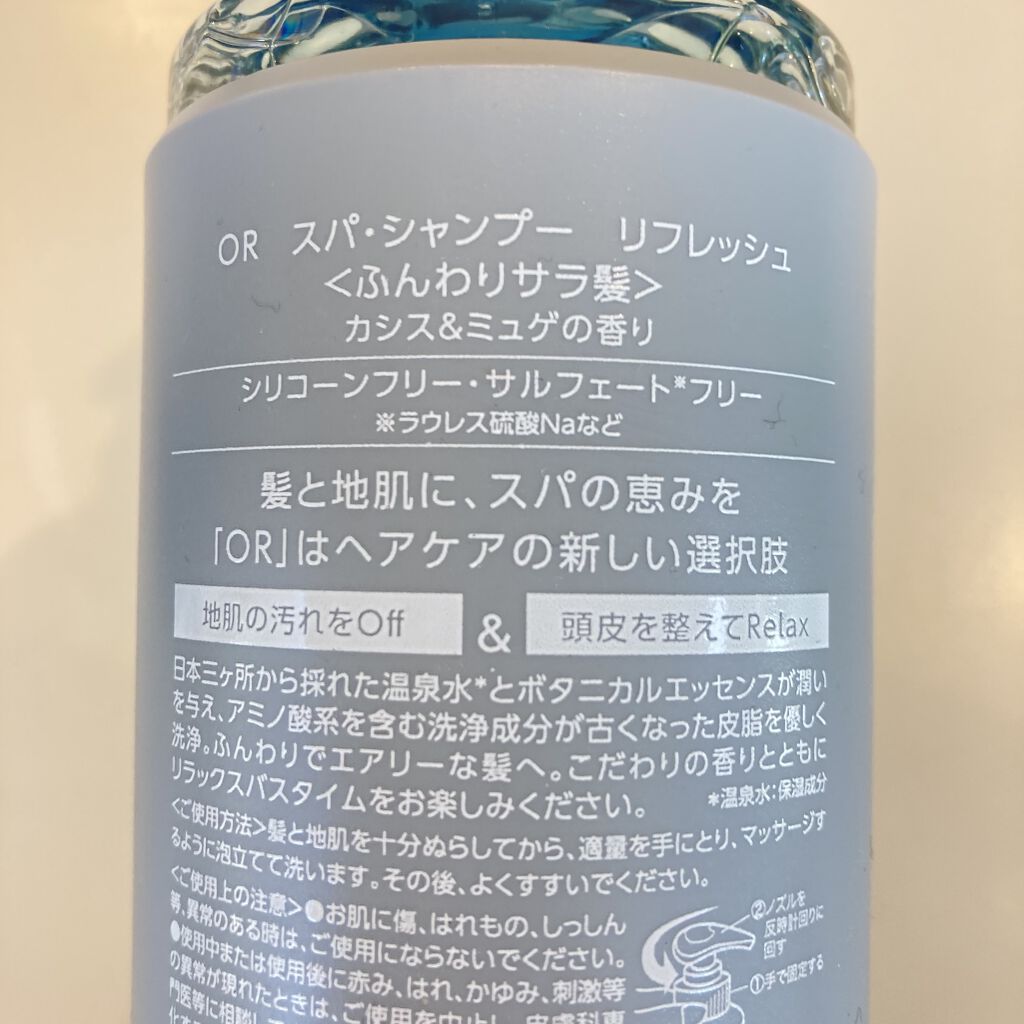 OR スパ・シャンプー リフレッシュ
<ふんわりサラ髪>
カシス&ミュゲの香り
シリコーンフリー・サルフェート※フリー
※ラウレス硫酸Naなど
髪と地肌に、スパの恵みを
「OR」はヘアケアの新しい選択肢
地肌の汚れをOff & 頭皮を整えてRelax
日本三ヶ所から採れた温泉水*とボタニカルエッセンスが潤い
を与え、アミノ酸系を含む洗浄成分が古くなった皮脂を優しく
洗浄。ふんわりでエアリーな髪へ。こだわりの香りとともに
リラックスバスタイムをお楽しみください。
*温泉水:保湿成分
<ご使用方法>髪と地肌を十分ぬらしてから、適量を手にとり、マッサージす
るように泡立てて洗います。その後、よくすすいでください。
<ご使用上の注意>●お肌に傷、はれもの、しっしん
等、異常のある時は、ご使用にならないでください。
●使用中または使用後に赤み、はれ、かゆみ、刺激等
の異常が現れたときは、ご使用を中止し、皮膚科専
門医等に相談して
②ノズルを
反時計回りに
回す
①手で固定する